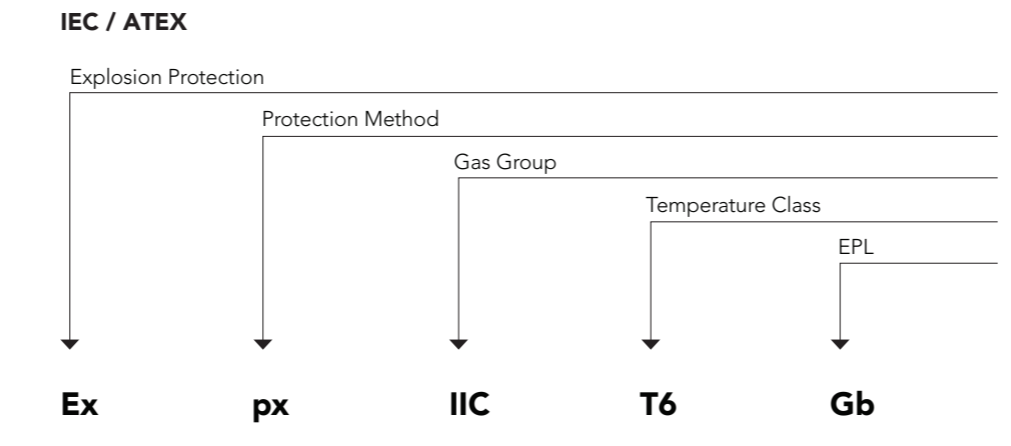 IEC / ATEX
Explosion Protection
Protection Method
Gas Group
Temperature Class
EPL
Ex px IIC T6 Gb